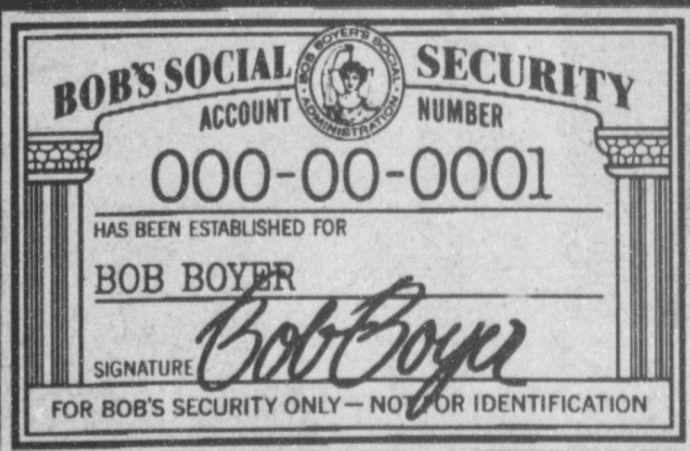 BOB'S SOCIAL SECURITY
BOB BOYER'S SOCIAL
ADMINISTRATION
ACCOUNT NUMBER
000-00-0001
HAS BEEN ESTABLISHED FOR
BOB BOYER
SIGNATURE Bob Boyer
FOR BOB'S SECURITY ONLY — NOT FOR IDENTIFICATION